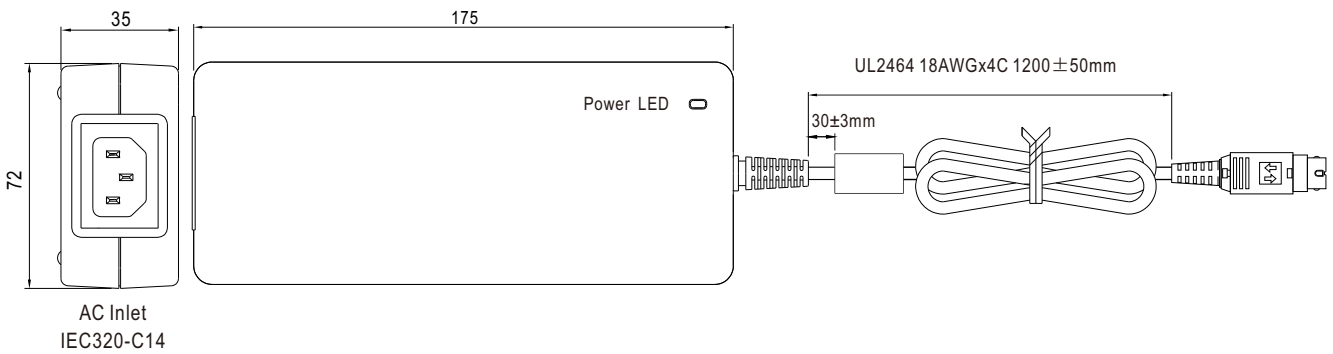 35
175
UL2464 18AWGx4C 1200±50mm
Power LED
30±3mm
72
AC Inlet
IEC320-C14